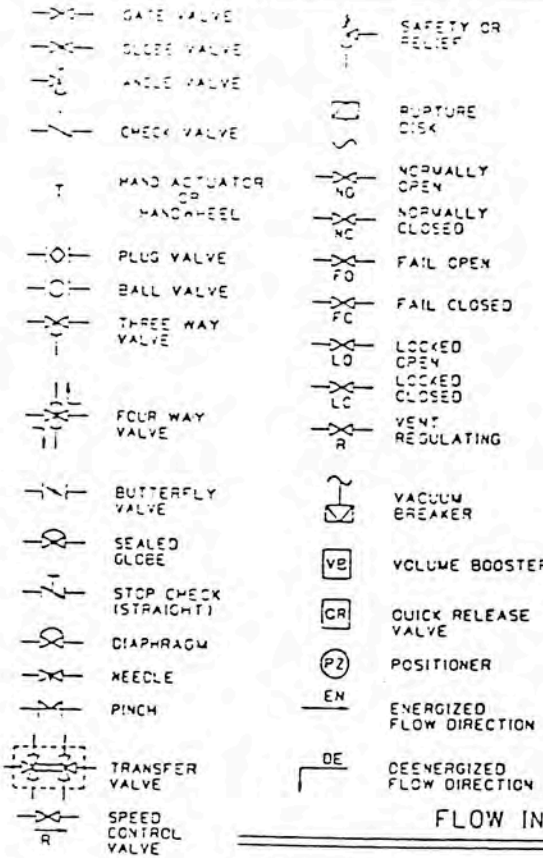 GATE VALVE
GLOBE VALVE
ANGLE VALVE
CHECK VALVE
T
HAND ACTUATOR
OR
HANDWHEEL
PLUG VALVE
BALL VALVE
THREE WAY
VALVE
FOUR WAY
VALVE
BUTTERFLY
VALVE
SEALED
GLOBE
STOP CHECK
(STRAIGHT)
DIAPHRAGM
NEEDLE
PINCH
TRANSFER
VALVE
R
SPEED
CONTROL
VALVE
SAFETY OR
RELIEF
RUPTURE
DISK
NO
NORMALLY
OPEN
NC
NORMALLY
CLOSED
FO
FAIL OPEN
FC
FAIL CLOSED
LO
LOCKED
OPEN
LC
LOCKED
CLOSED
R
VENT
REGULATING
VACUUM
BREAKER
VB
VOLUME BOOSTER
QR
QUICK RELEASE
VALVE
PZ
POSITIONER
EN
ENERGIZED
FLOW DIRECTION
DE
DEENERGIZED
FLOW DIRECTION
FLOW IN